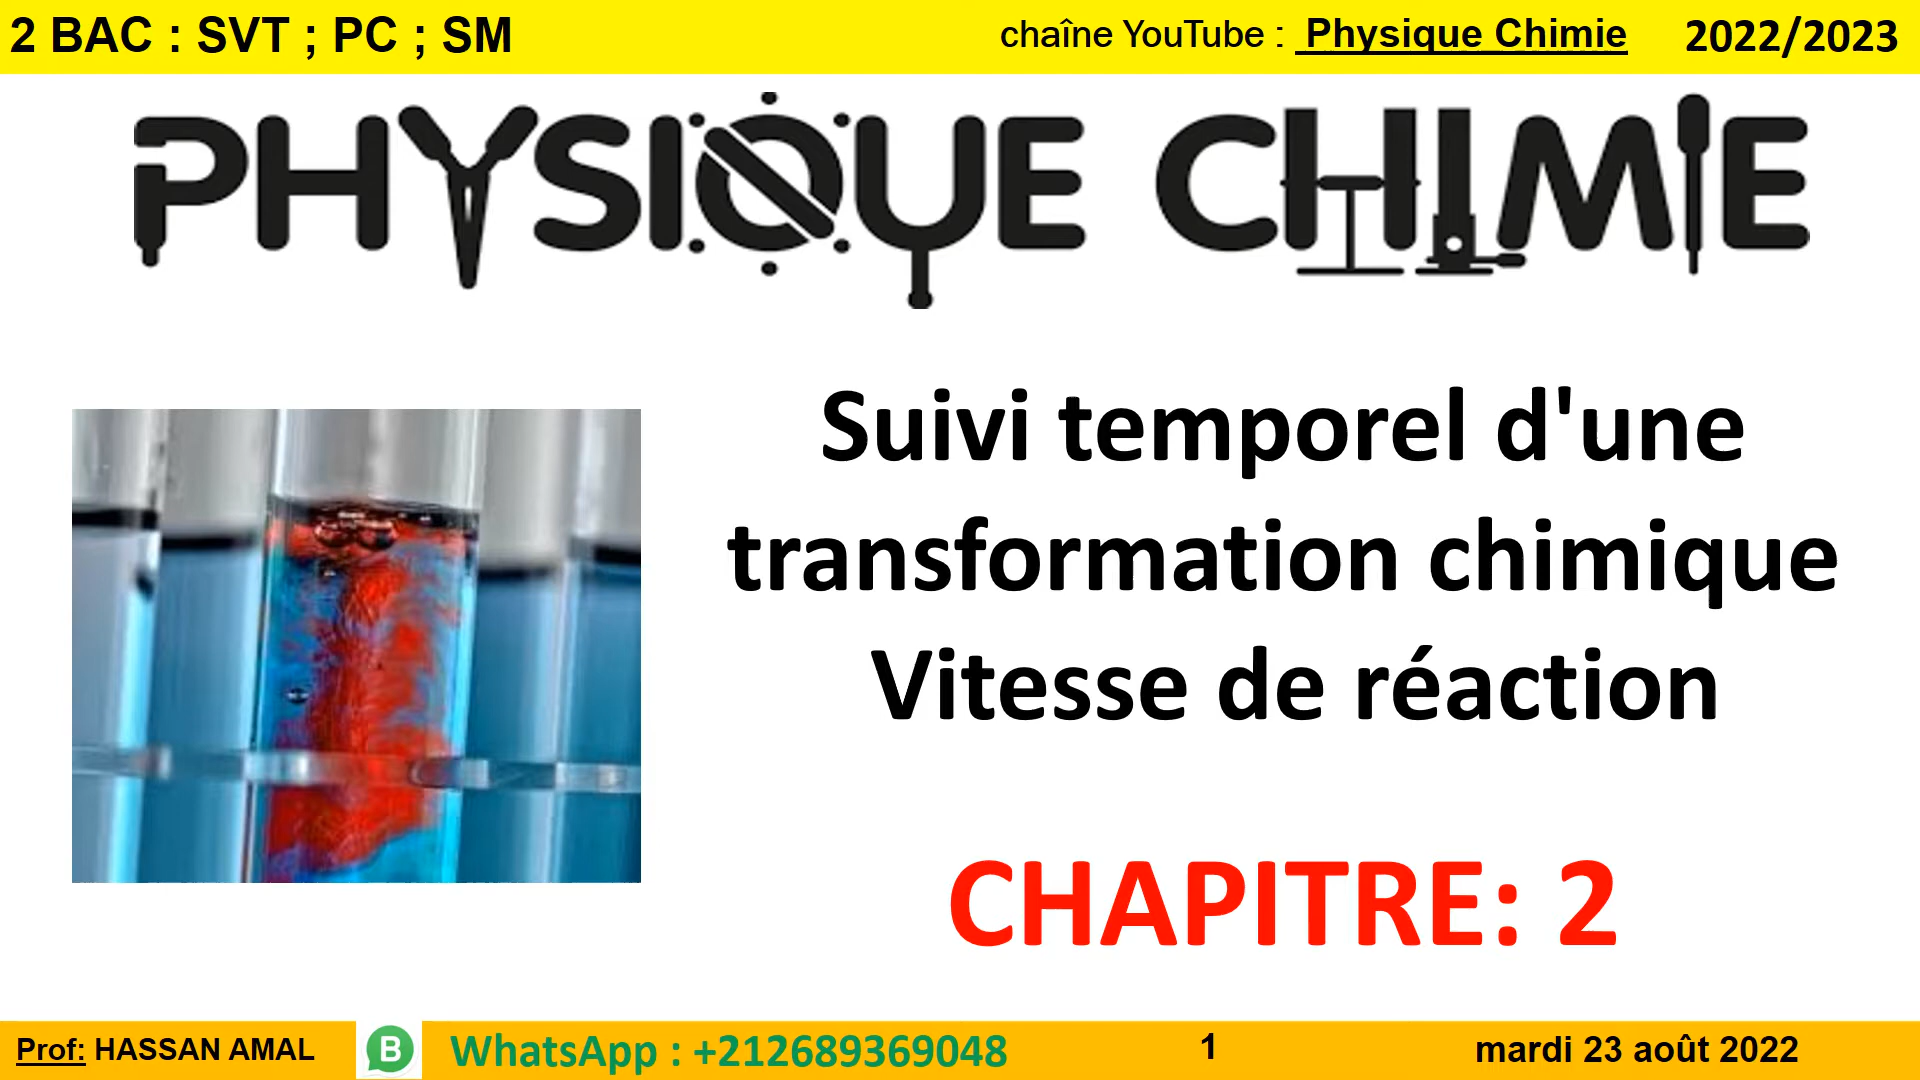 2 BAC : SVT ; PC ; SM
chaîne YouTube : Physique Chimie
2022/2023
PHYSIQUE CHIMIE
Suivi temporel d'une
transformation chimique
Vitesse de réaction
CHAPITRE: 2
Prof: HASSAN AMAL
B
WhatsApp : +212689369048
1
mardi 23 août 2022